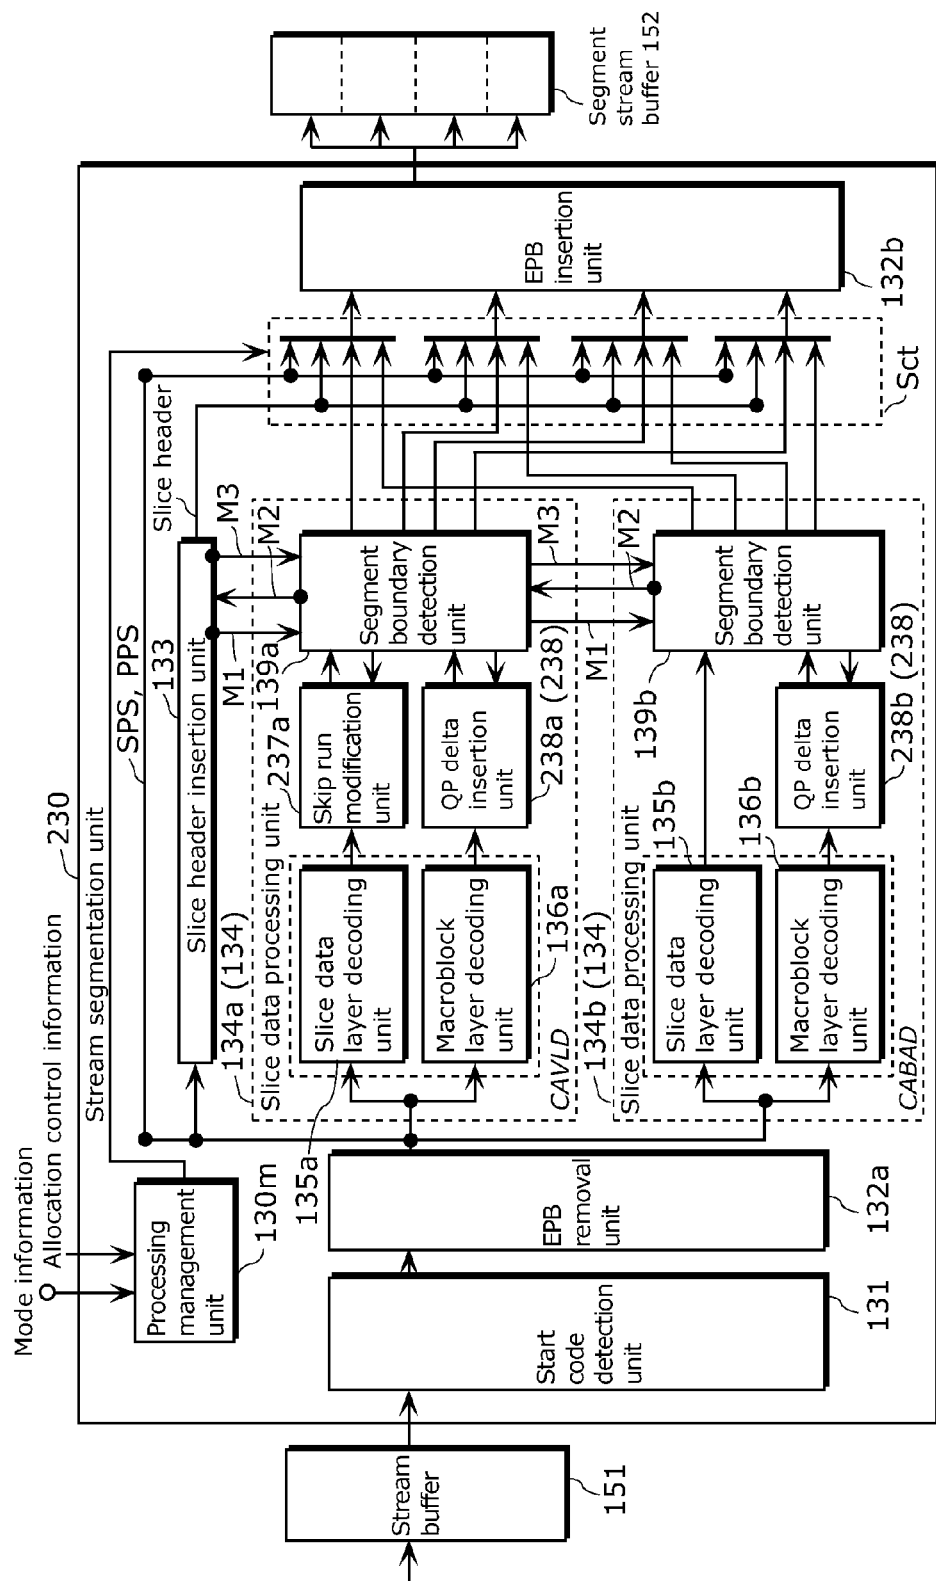 Mode information
Allocation control information
230
Stream segmentation unit
Processing
management
unit
130m
SPS, PPS
133
Slice header insertion unit
Slice header
M1
M2
M3
134a (134)
Slice data processing unit
237a
139a
Slice data
layer decoding
unit
135a
Skip run
modification
unit
Segment
boundary
detection
unit
Macroblock
layer decoding
unit
136a
QP delta
insertion
unit
238a (238)
CAVLD
M1
M2
M3
134b (134)
Slice data processing unit
135b
139b
Slice data
layer decoding
unit
136b
Segment
boundary
detection
unit
Macroblock
layer decoding
unit
QP delta
insertion
unit
238b (238)
CABAD
Stream
buffer
151
Start
code
detection
unit
131
EPB
removal
unit
132a
Sct
EPB
insertion
unit
132b
Segment
stream
buffer 152